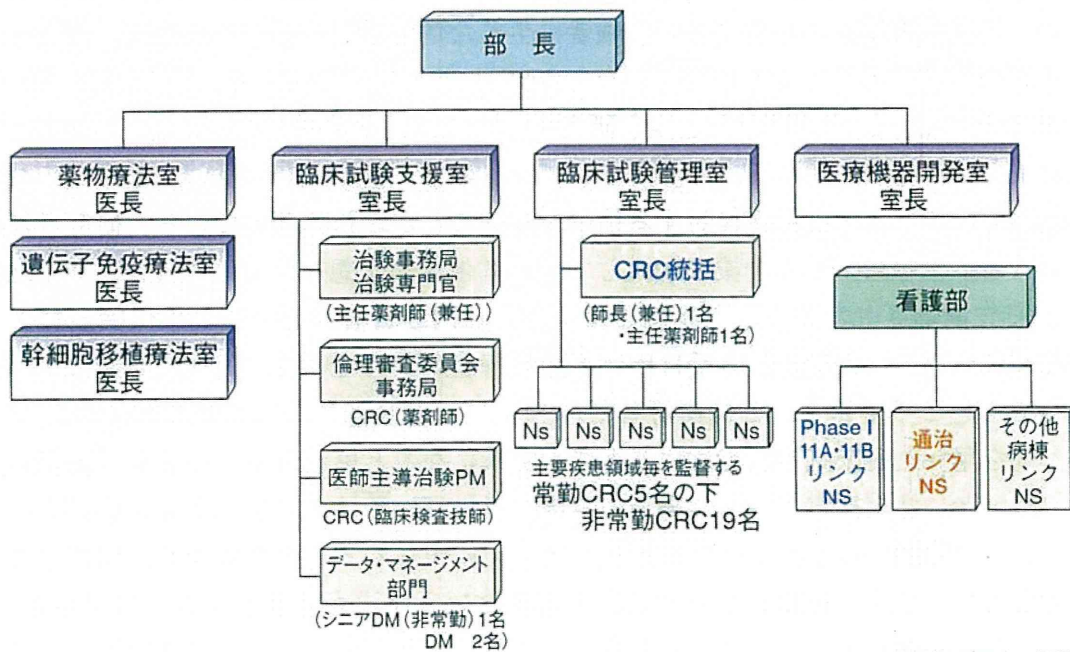 部　長
薬物療法室
医長
遺伝子免疫療法室
医長
幹細胞移植療法室
医長
臨床試験支援室
室長
治験事務局
治験専門官
(主任薬剤師(兼任))
倫理審査委員会
事務局
CRC(薬剤師)
医師主導治験PM
CRC(臨床検査技師)
データ・マネージメント
部門
(シニアDM(非常勤)1名
DM　2名)
臨床試験管理室
室長
CRC統括
(師長(兼任)1名
・主任薬剤師1名)
Ns
Ns
Ns
Ns
Ns
主要疾患領域毎を監督する
常勤CRC5名の下
非常勤CRC19名
医療機器開発室
室長
看護部
Phase I
11A・11B
リンク
NS
通治
リンク
NS
その他
病棟
リンク
NS